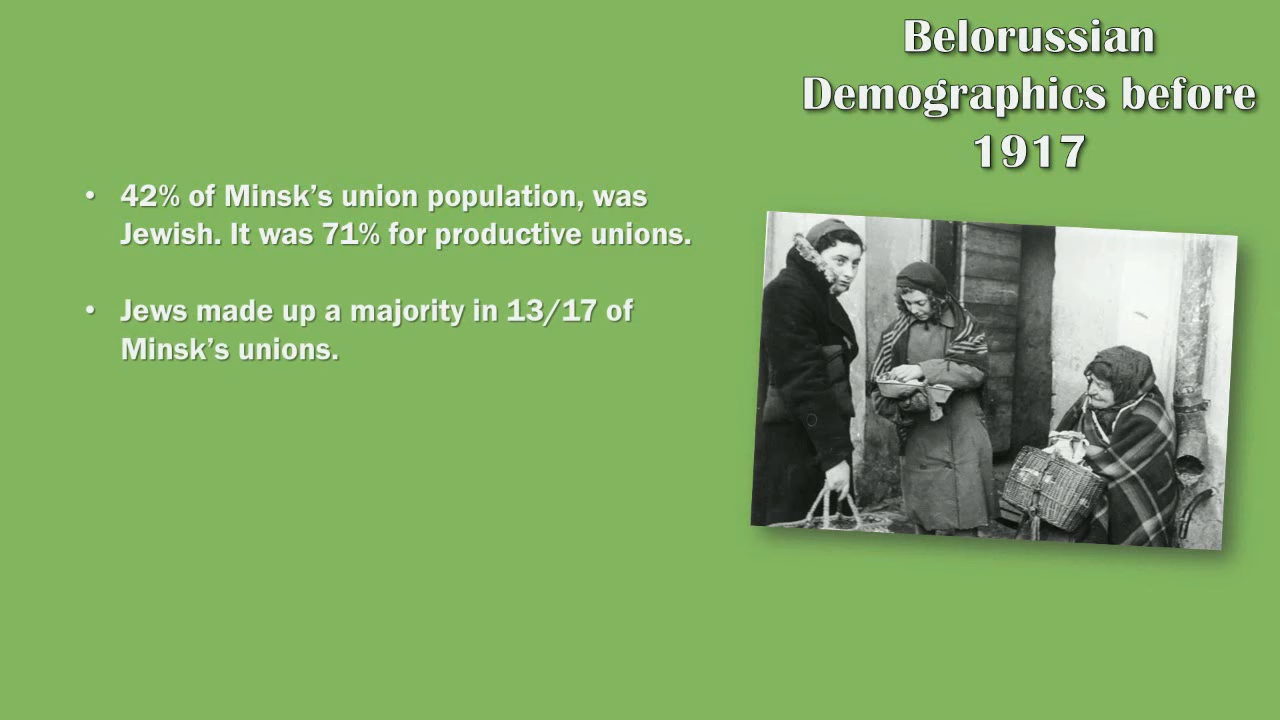 Belorussian
Demographics before
1917
• 42% of Minsk’s union population, was
Jewish. It was 71% for productive unions.
• Jews made up a majority in 13/17 of
Minsk’s unions.